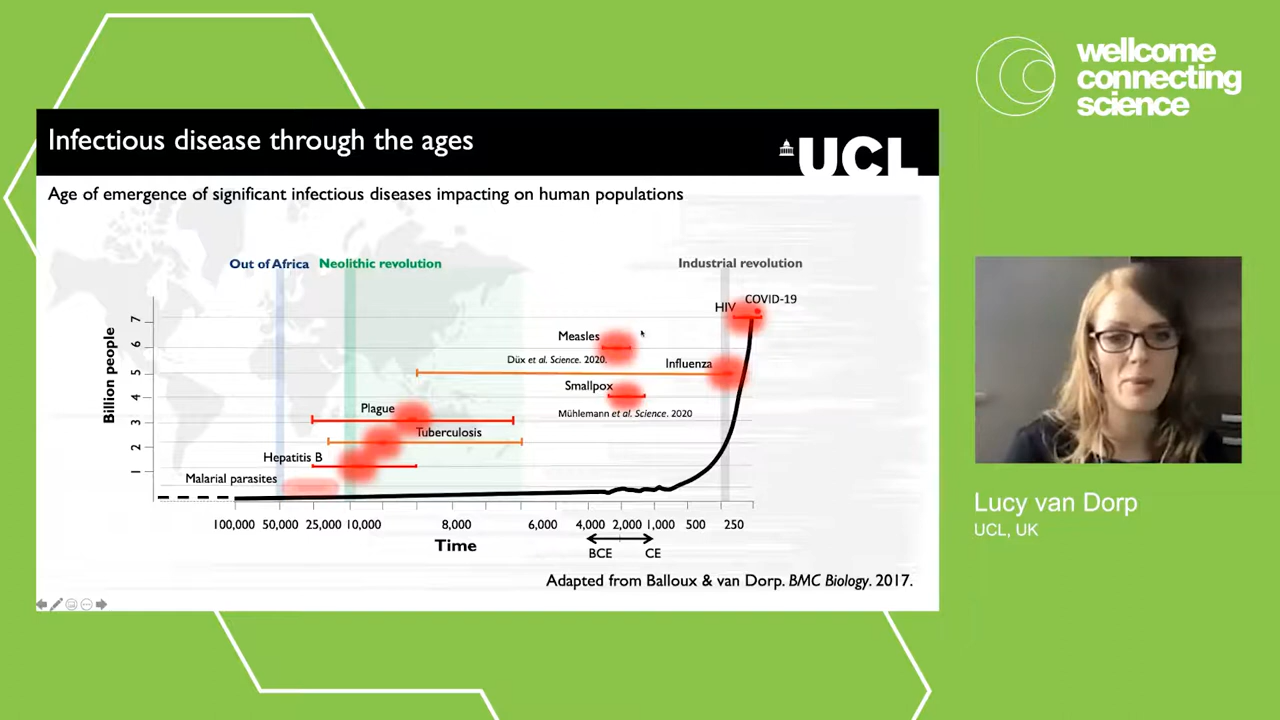 wellcome
connecting
science
Infectious disease through the ages
UCL
Age of emergence of significant infectious diseases impacting on human populations
Out of Africa
Neolithic revolution
Industrial revolution
Billion people
7
6
5
4
3
2
1
HIV
COVID-19
Measles
Düx et al. Science. 2020.
Influenza
Smallpox
Mühlemann et al. Science. 2020
Plague
Tuberculosis
Hepatitis B
Malarial parasites
100,000 50,000 25,000 10,000 8,000 6,000 4,000 2,000 1,000 500 250
Time
BCE CE
Adapted from Balloux & van Dorp. BMC Biology. 2017.
Lucy van Dorp
UCL, UK